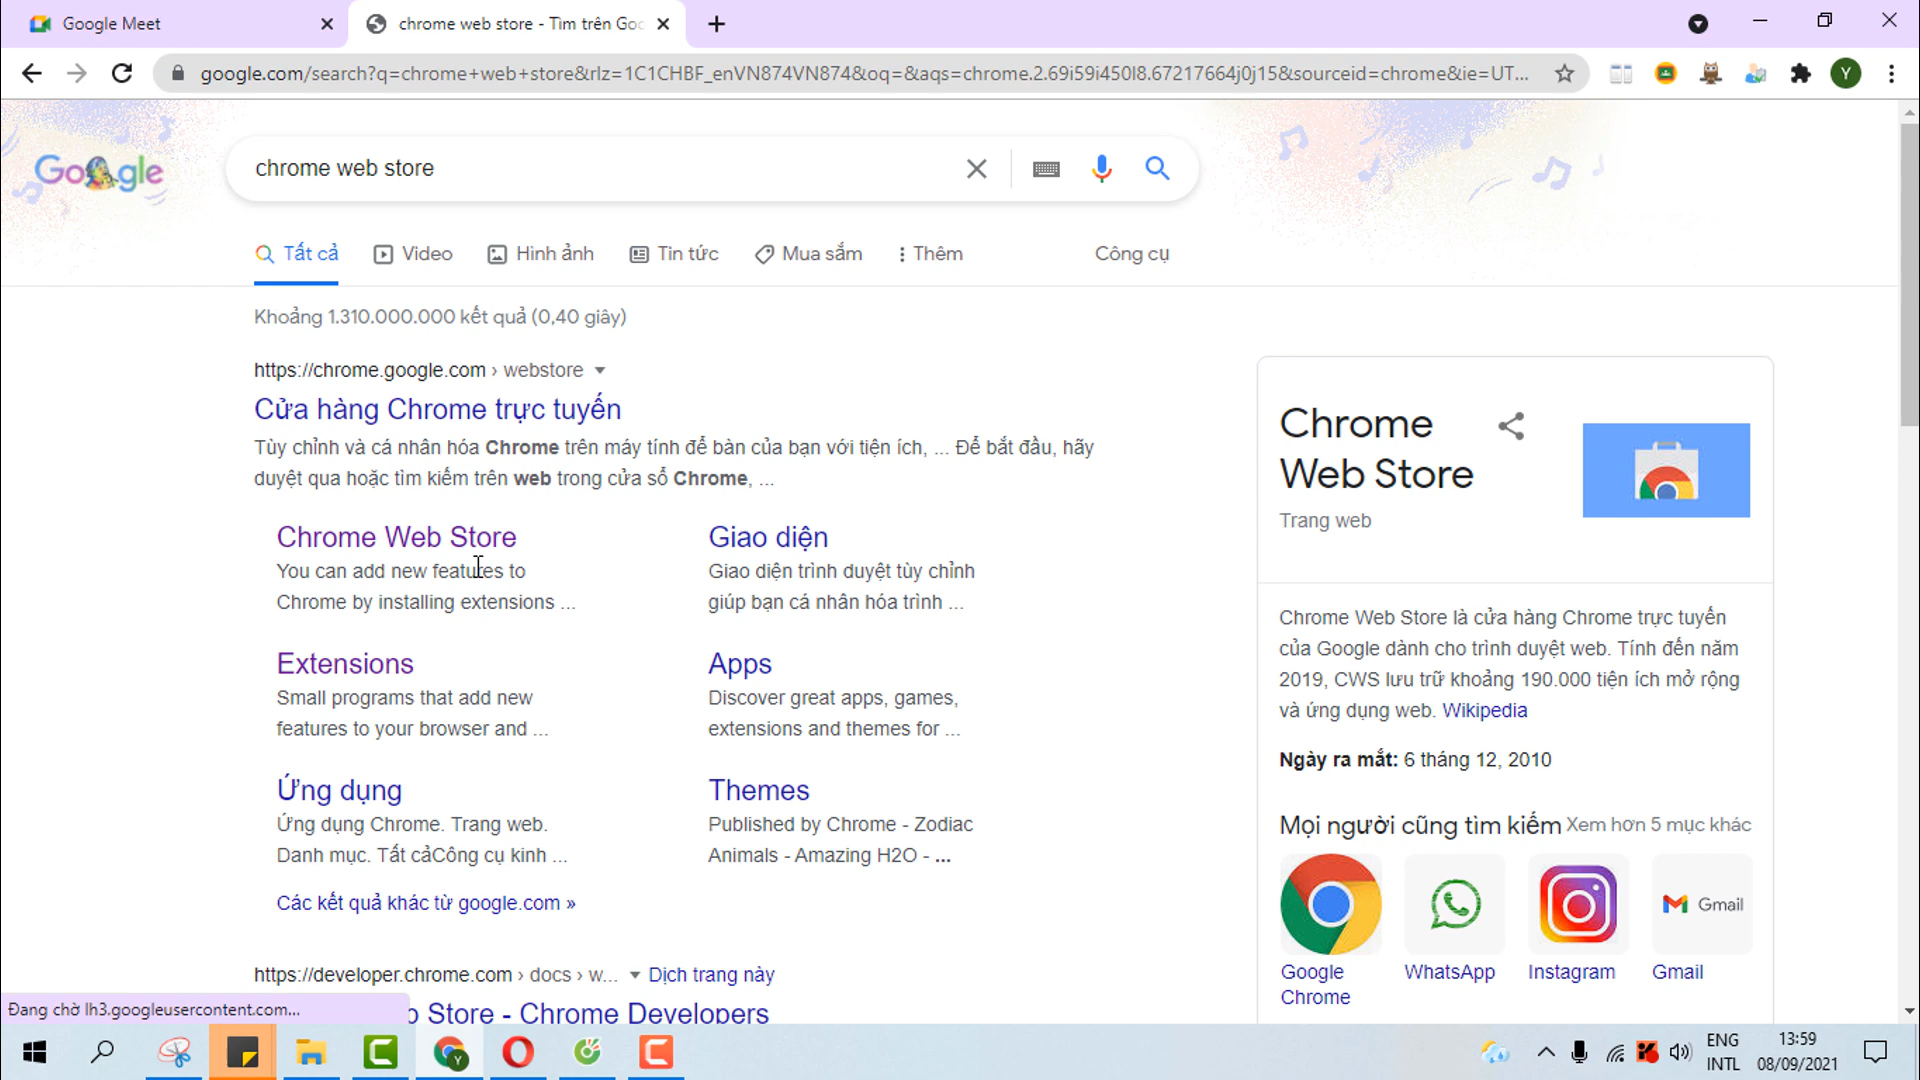 Google Meet
chrome web store - Tìm trên Goo
google.com/search?q=chrome+web+store&rlz=1C1CHBF_enVN874VN874&oq=&aqs=chrome.2.69i59i450l8.67217664j0j15&sourceid=chrome&ie=UT...
Y
Google
chrome web store
Tất cả
Video
Hình ảnh
Tin tức
Mua sắm
Thêm
Công cụ
Khoảng 1.310.000.000 kết quả (0,40 giây)
https://chrome.google.com › webstore
Cửa hàng Chrome trực tuyến
Tùy chỉnh và cá nhân hóa Chrome trên máy tính để bàn của bạn với tiện ích, ... Để bắt đầu, hãy
duyệt qua hoặc tìm kiếm trên web trong cửa sổ Chrome, ...
Chrome Web Store
You can add new features to
Chrome by installing extensions ...
Giao diện
Giao diện trình duyệt tùy chỉnh
giúp bạn cá nhân hóa trình ...
Extensions
Small programs that add new
features to your browser and ...
Apps
Discover great apps, games,
extensions and themes for ...
Ứng dụng
Ứng dụng Chrome. Trang web.
Danh mục. Tất cảCông cụ kinh ...
Themes
Published by Chrome - Zodiac
Animals - Amazing H2O - ...
Các kết quả khác từ google.com »
https://developer.chrome.com › docs › w...
Dịch trang này
b Store - Chrome Developers
Chrome
Web Store
Trang web
Chrome Web Store là cửa hàng Chrome trực tuyến
của Google dành cho trình duyệt web. Tính đến năm
2019, CWS lưu trữ khoảng 190.000 tiện ích mở rộng
và ứng dụng web. Wikipedia
Ngày ra mắt: 6 tháng 12, 2010
Mọi người cũng tìm kiếm
Xem hơn 5 mục khác
Gmail
Google
Chrome
WhatsApp
Instagram
Gmail
Đang chờ lh3.googleusercontent.com...
Y
ENG
INTL
13:59
08/09/2021